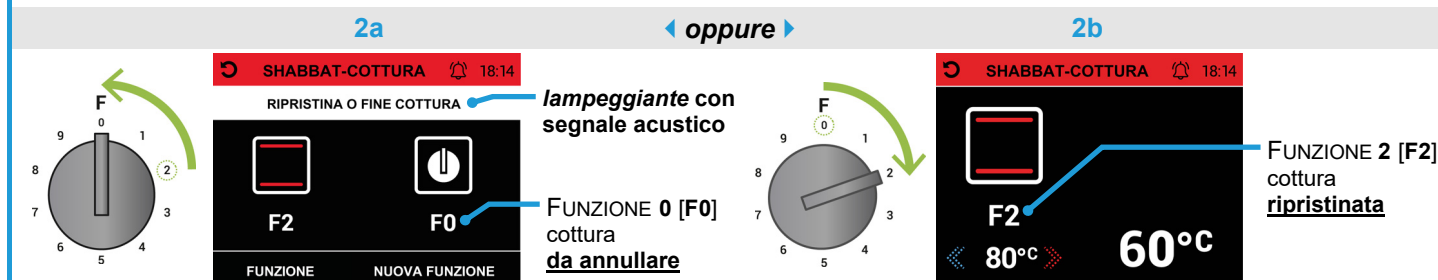 2a
oppure
2b
F
0
1
2
3
4
5
6
7
8
9
SHABBAT-COTTURA 18:14
RIPRISTINA O FINE COTTURA
F2 F0
FUNZIONE NUOVA FUNZIONE
lampeggiante con
segnale acustico
FUNZIONE 0 [F0]
cottura
da annullare
F
0
1
2
3
4
5
6
7
8
9
SHABBAT-COTTURA 18:14
F2
80°C 60°C
FUNZIONE 2 [F2]
cottura
ripristinata